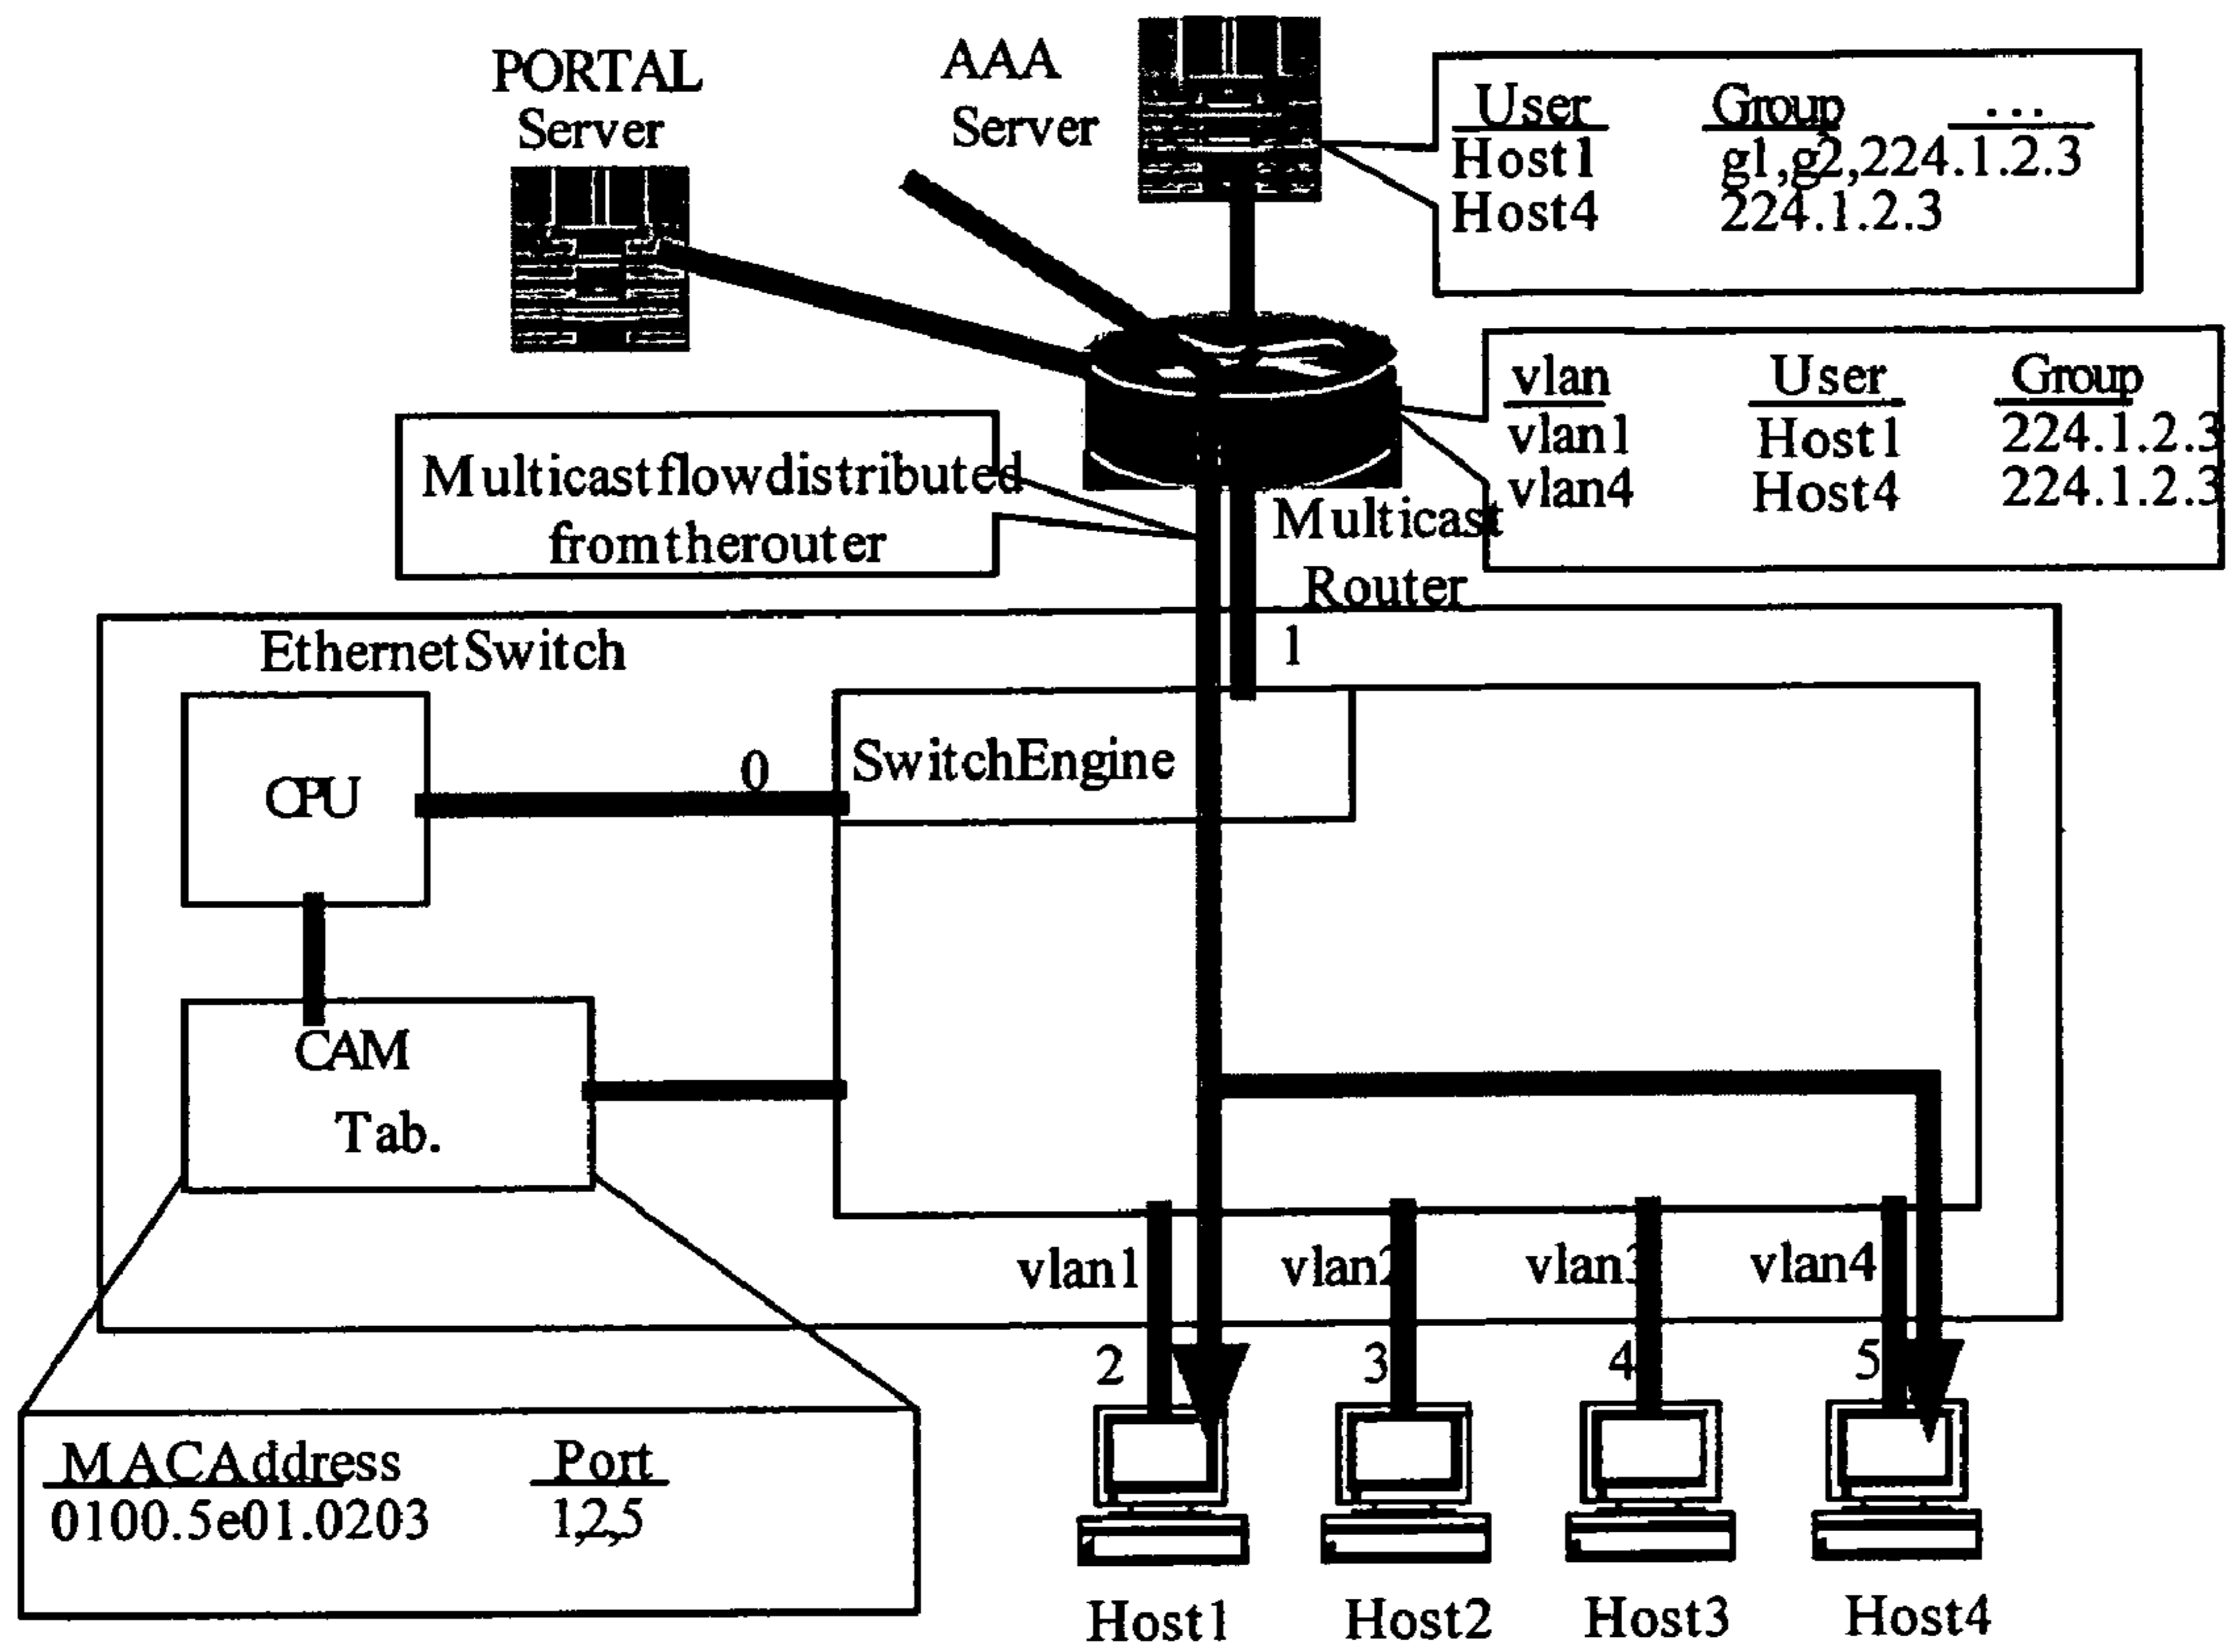 PORTAL
Server
AAA
Server
User Group ...
Host1 g1,g2,224.1.2.3
Host4 224.1.2.3
vlan User Group
vlan1 Host1 224.1.2.3
vlan4 Host4 224.1.2.3
Multicastflowdistributed
fromtherouter
Multicast
Router
EthernetSwitch
1
CPU
0
SwitchEngine
CAM
Tab.
vlan1
vlan2
vlan3
vlan4
2
3
4
5
MACAddress Port
0100.5e01.0203 1,2,5
Host1
Host2
Host3
Host4